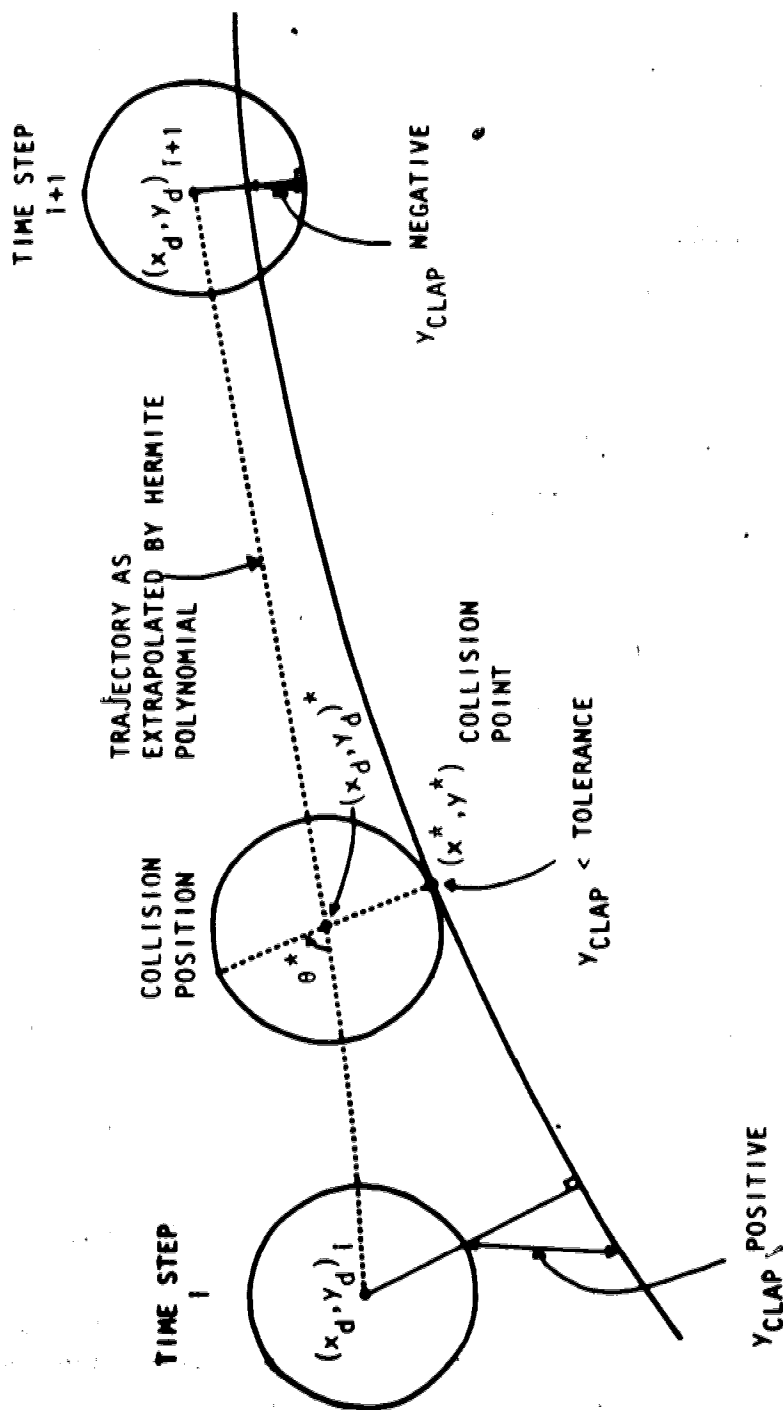 TIME STEP
i
(x_d, y_d)_i
Y_CLAP POSITIVE
COLLISION
POSITION
θ*
(x_d, y_d)*
(x*, y*)
COLLISION
POINT
Y_CLAP < TOLERANCE
TRAJECTORY AS
EXTRAPOLATED BY HERMITE
POLYNOMIAL
TIME STEP
i+1
(x_d, y_d)_i+1
Y_CLAP NEGATIVE